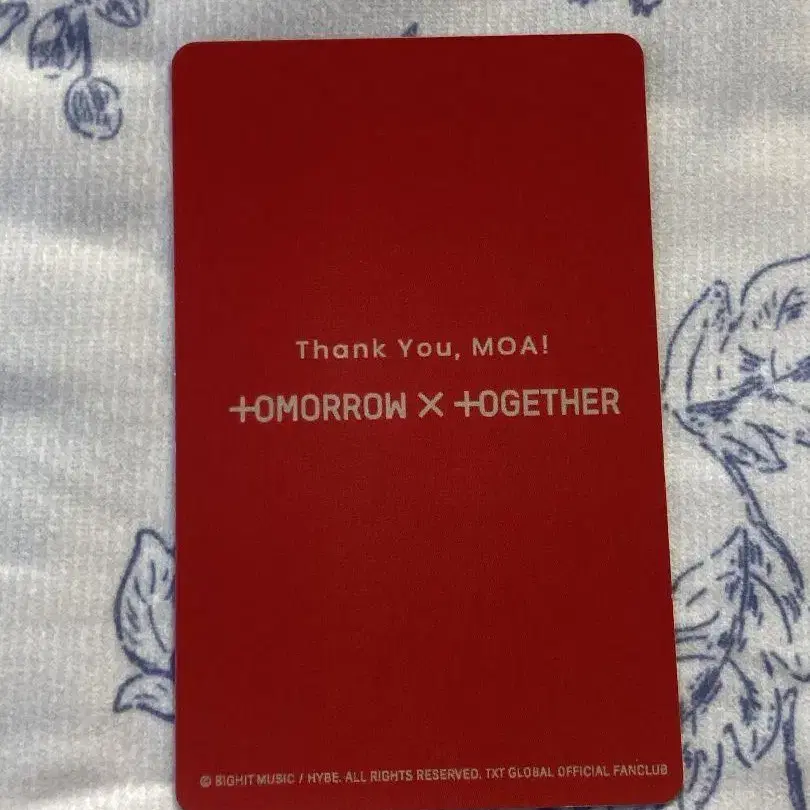 Thank You, MOA!
TOMORROW X TOGETHER
© BIGHIT MUSIC / HYBE. ALL RIGHTS RESERVED. TXT GLOBAL OFFICIAL FANCLUB